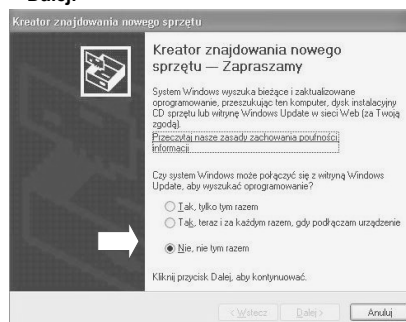 Dalej.
Kreator znajdowania nowego sprzętu
Kreator znajdowania nowego
sprzętu — Zapraszamy
System Windows wyszuka bieżące i zaktualizowane
oprogramowanie, przeszukując ten komputer, dysk instalacyjny
CD sprzętu lub witrynę Windows Update w sieci Web (za Twoją
zgodą).
Przeczytaj nasze zasady zachowania poufności
informacji
Czy system Windows może połączyć się z witryną Windows
Update, aby wyszukać oprogramowanie?
Tak, tylko tym razem
Tak, teraz i za każdym razem, gdy podłączam urządzenie
Nie, nie tym razem
Kliknij przycisk Dalej, aby kontynuować.
< Wstecz Dalej > Anuluj